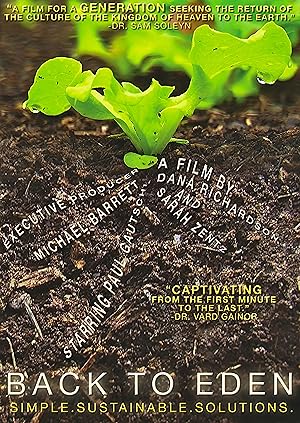 "A FILM FOR A GENERATION SEEKING THE RETURN OF
THE CULTURE OF THE KINGDOM OF HEAVEN TO THE EARTH"
-DR. SAM SOLEYN
EXECUTIVE PRODUCER
MICHAEL BARRETT
STARRING PAUL GAUTSCHI
A FILM BY
DANA RICHARDSON
AND
SARAH ZENTZ
"CAPTIVATING
FROM THE FIRST MINUTE
TO THE LAST."
-DR. VARD GAINOR
BACK TO EDEN
SIMPLE.SUSTAINABLE.SOLUTIONS.